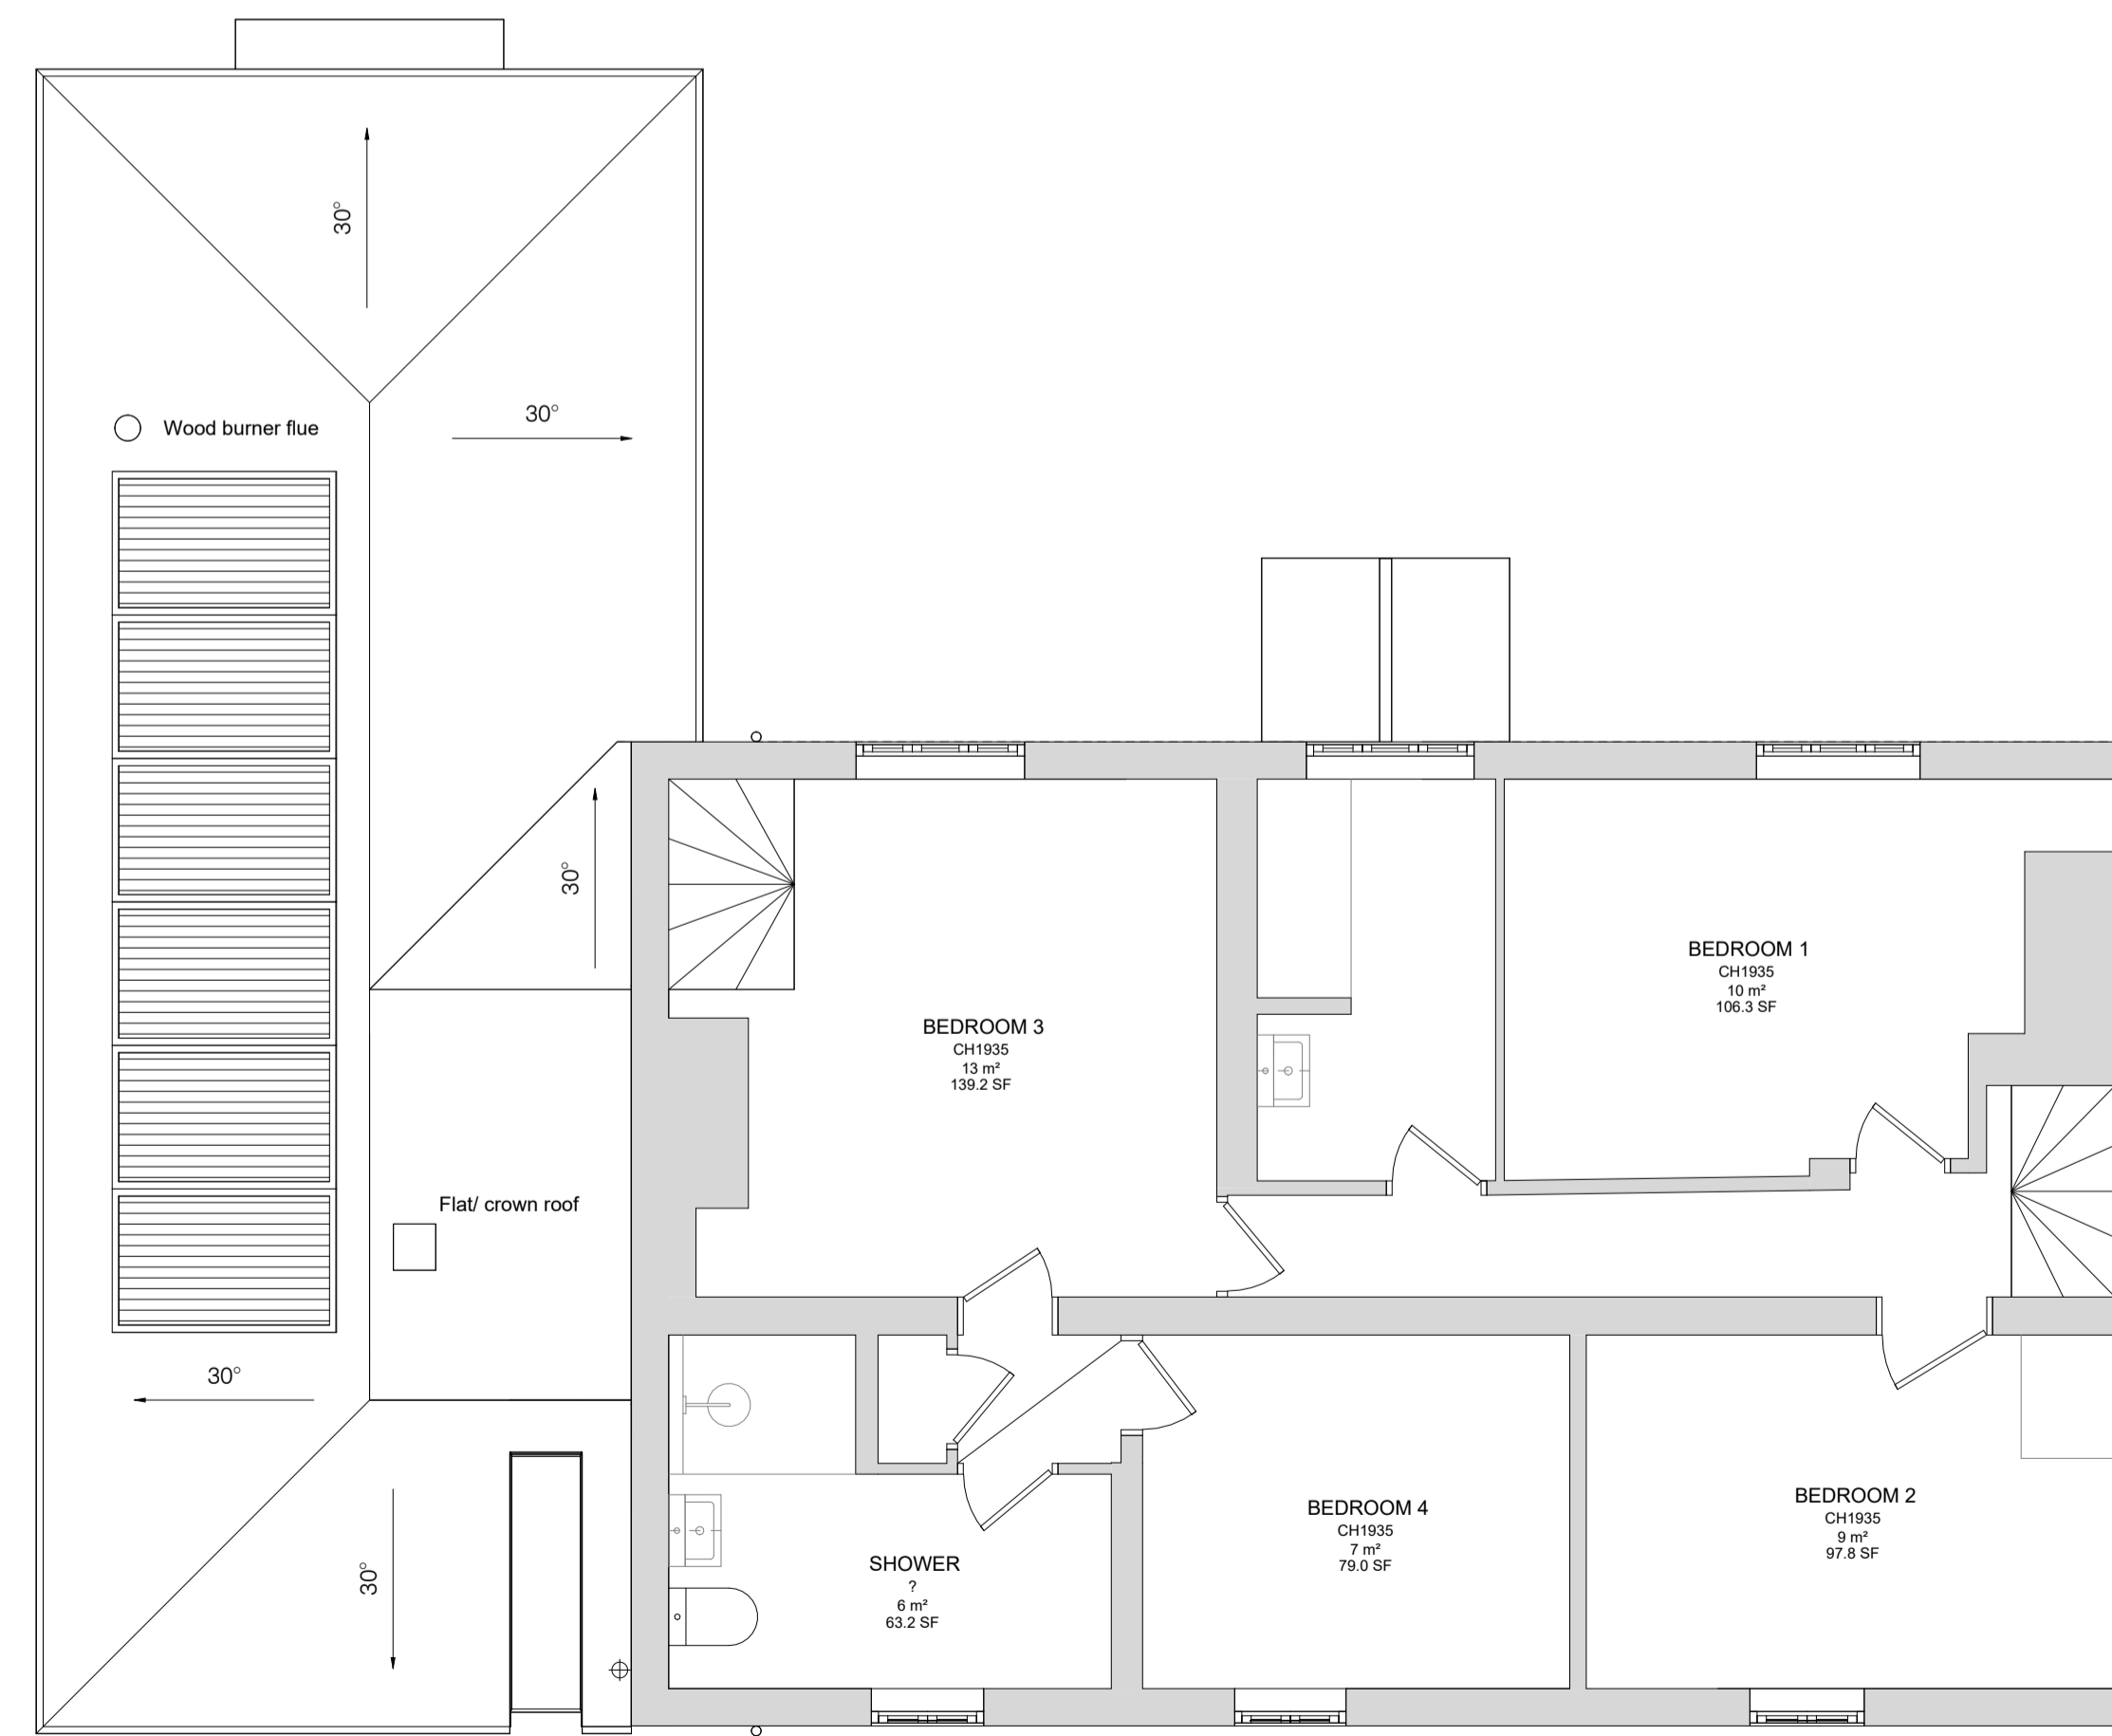 30°
30°
Wood burner flue
30°
BEDROOM 1
CH1935
10 m²
106.3 SF
BEDROOM 3
CH1935
13 m²
139.2 SF
Flat/ crown roof
30°
30°
BEDROOM 2
CH1935
9 m²
97.8 SF
BEDROOM 4
CH1935
7 m²
79.0 SF
SHOWER
?
6 m²
63.2 SF